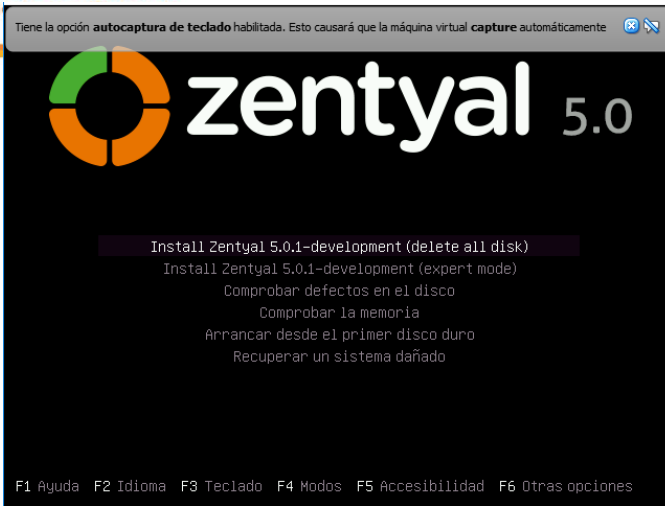 Tiene la opción autocaptura de teclado habilitada. Esto causará que la máquina virtual capture automáticamente
zentyal 5.0
Install Zentyal 5.0.1-development (delete all disk)
Install Zentyal 5.0.1-development (expert mode)
Comprobar defectos en el disco
Comprobar la memoria
Arrancar desde el primer disco duro
Recuperar un sistema dañado
F1 Ayuda F2 Idioma F3 Teclado F4 Modos F5 Accesibilidad F6 Otras opciones